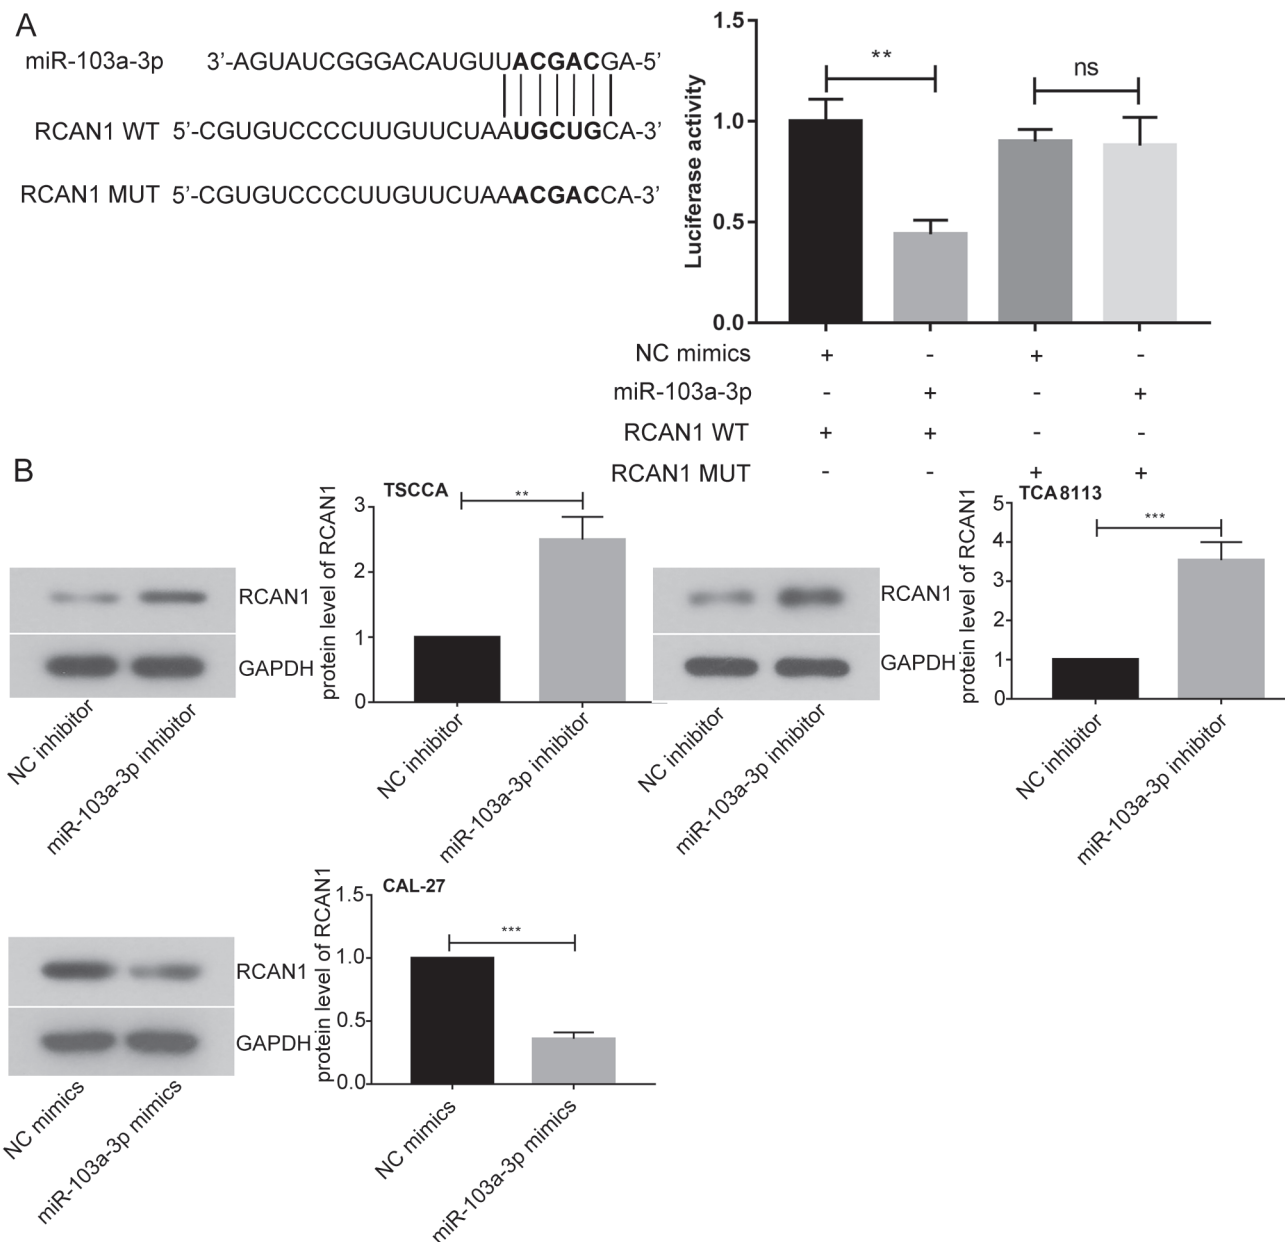 A
miR-103a-3p 3'-AGUAUCGGGACAUGUUACGACGA-5'
RCAN1 WT 5'-CGUGUCCCCUUGUUCUAAUGCUGCA-3'
RCAN1 MUT 5'-CGUGUCCCCUUGUUCUAAACGACCA-3'
Luciferase activity
1.5
1.0
0.5
0.0
**
ns
NC mimics + - + -
miR-103a-3p - + - +
RCAN1 WT + + - -
RCAN1 MUT - - + +
B
RCAN1
GAPDH
NC inhibitor
miR-103a-3p inhibitor
TSCCA
protein level of RCAN1
3
2
1
0
**
NC inhibitor
miR-103a-3p inhibitor
RCAN1
GAPDH
NC inhibitor
miR-103a-3p inhibitor
TCA8113
protein level of RCAN1
5
4
3
2
1
0
***
NC inhibitor
miR-103a-3p inhibitor
RCAN1
GAPDH
NC mimics
miR-103a-3p mimics
CAL-27
protein level of RCAN1
1.5
1.0
0.5
0.0
***
NC mimics
miR-103a-3p mimics